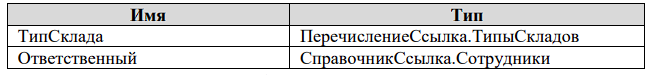 Имя Тип
ТипСклада ПеречислениеСсылка.ТипыСкладов
Ответственный СправочникСсылка.Сотрудники